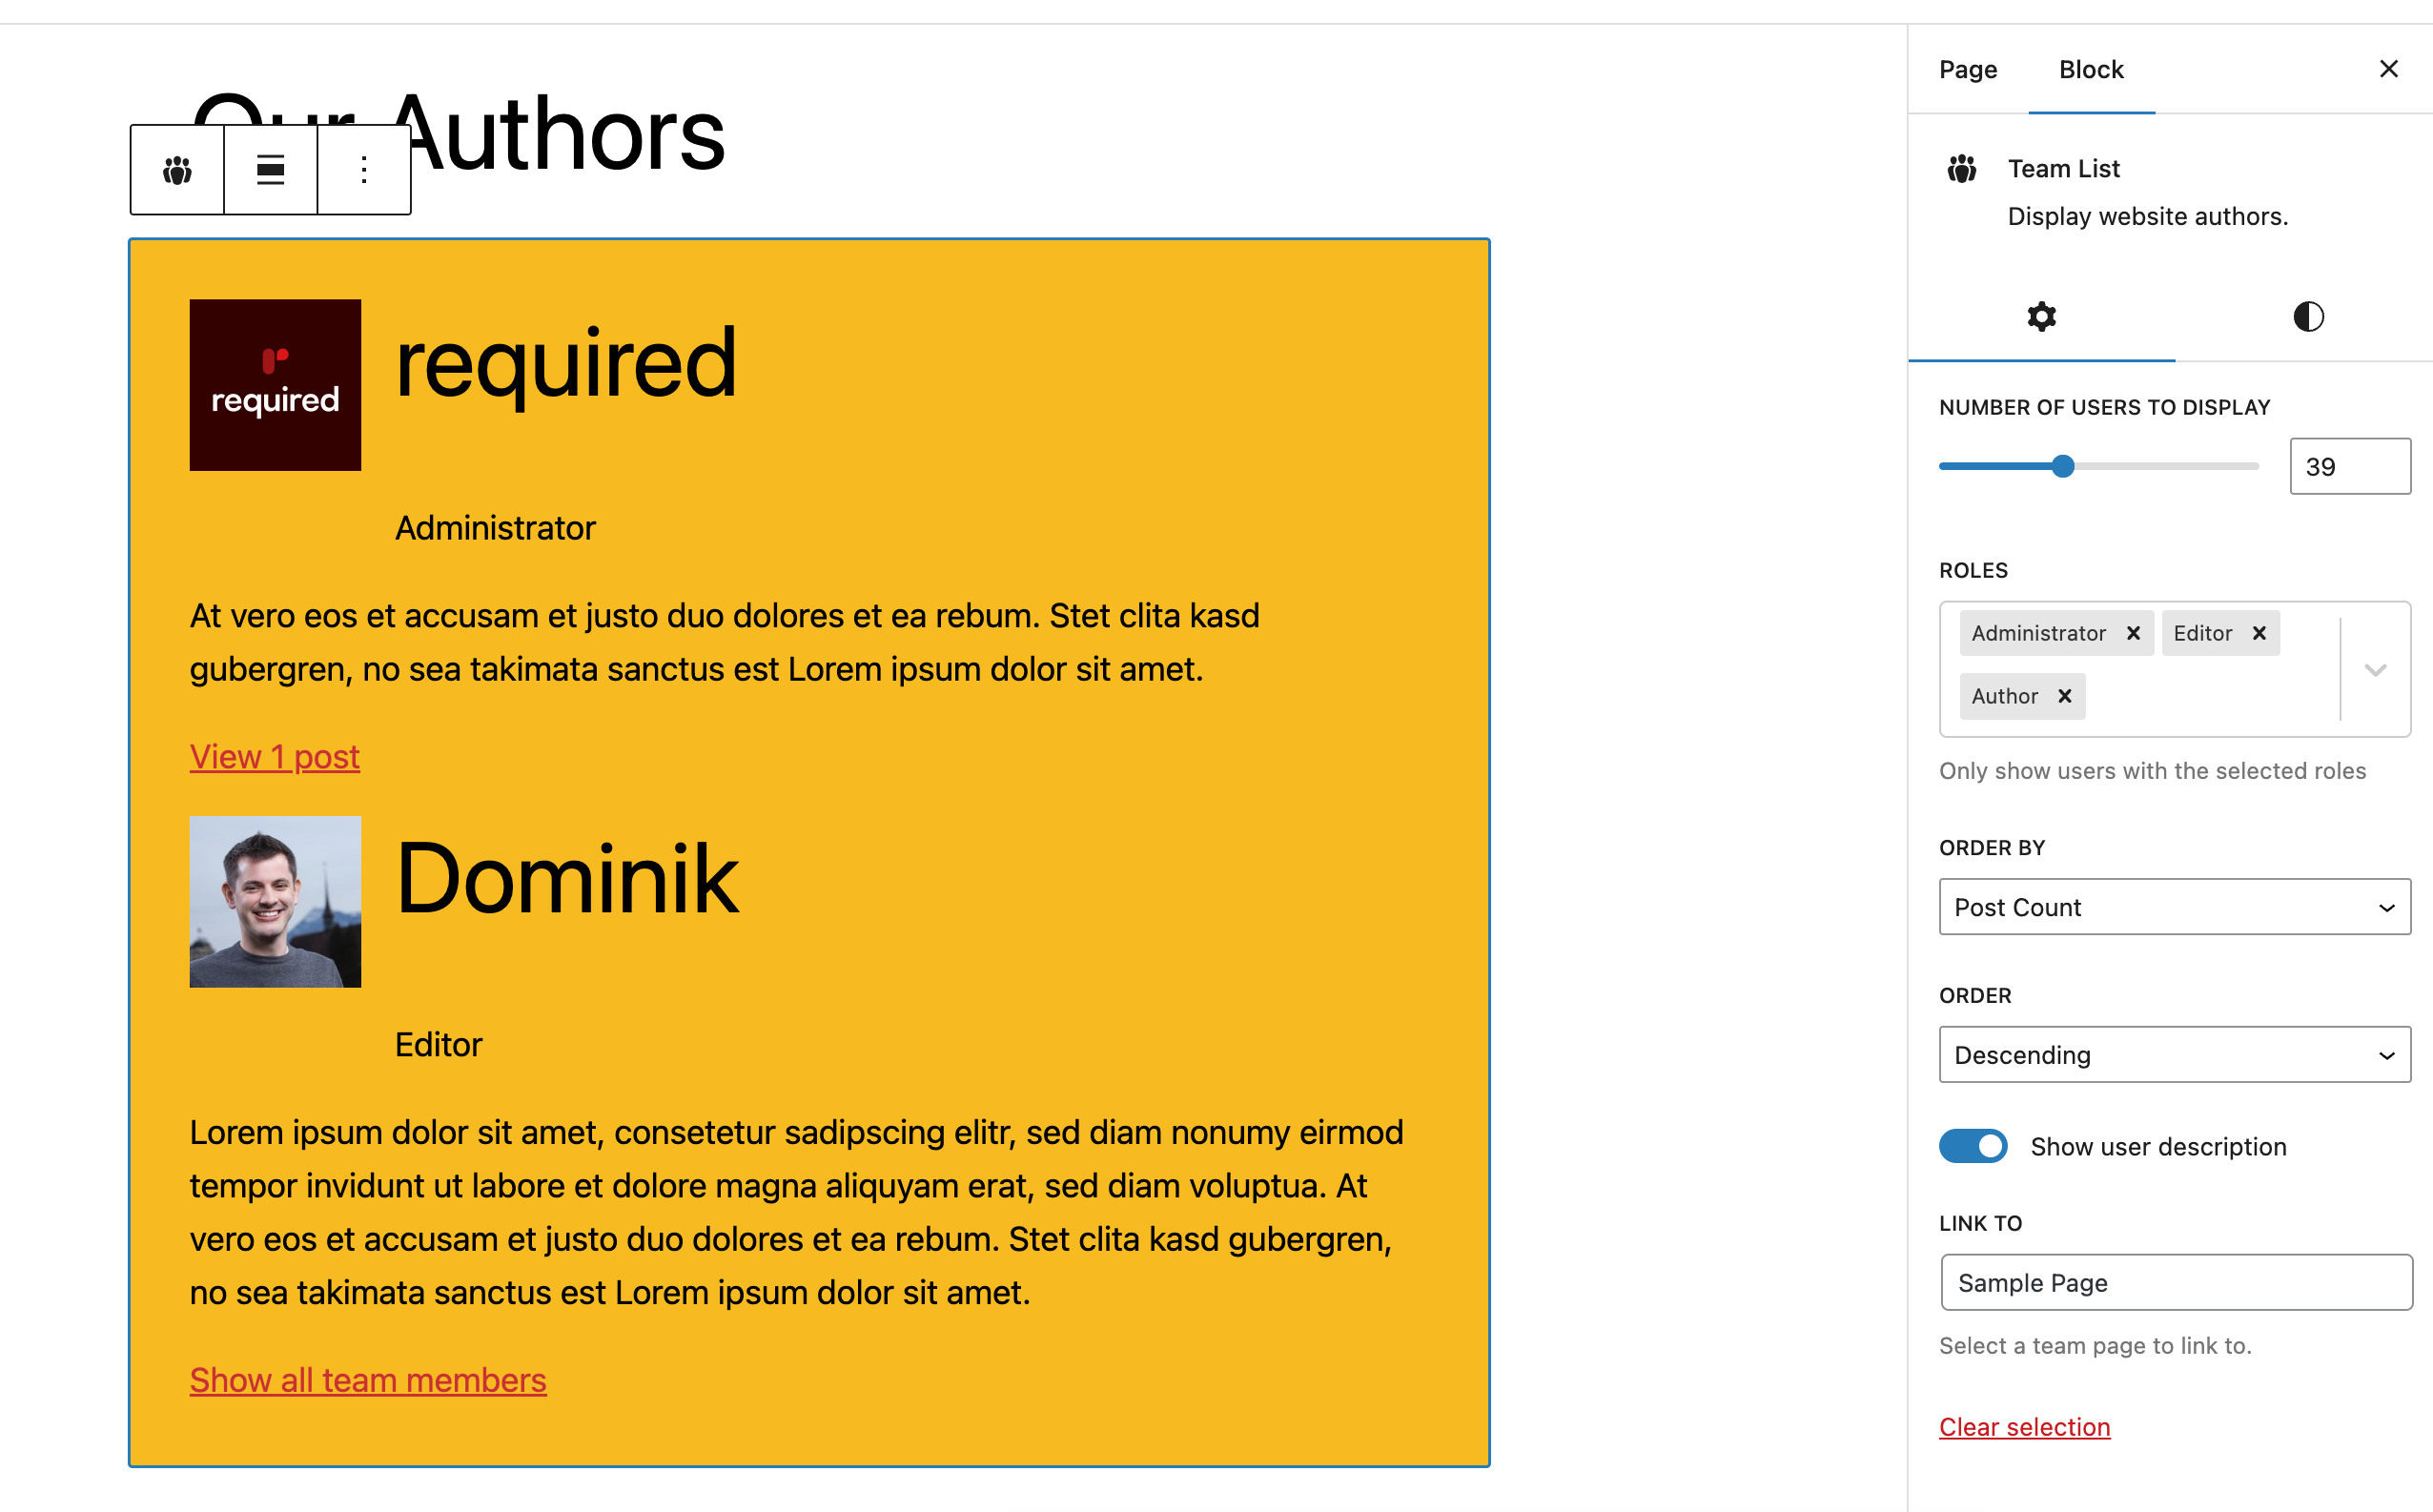 Our Authors
required
required
Administrator
At vero eos et accusam et justo duo dolores et ea rebum. Stet clita kasd
gubergren, no sea takimata sanctus est Lorem ipsum dolor sit amet.
View 1 post
Dominik
Editor
Lorem ipsum dolor sit amet, consetetur sadipscing elitr, sed diam nonumy eirmod
tempor invidunt ut labore et dolore magna aliquyam erat, sed diam voluptua. At
vero eos et accusam et justo duo dolores et ea rebum. Stet clita kasd gubergren,
no sea takimata sanctus est Lorem ipsum dolor sit amet.
Show all team members
Page Block
Team List
Display website authors.
NUMBER OF USERS TO DISPLAY
39
ROLES
Administrator Editor
Author
Only show users with the selected roles
ORDER BY
Post Count
ORDER
Descending
Show user description
LINK TO
Sample Page
Select a team page to link to.
Clear selection